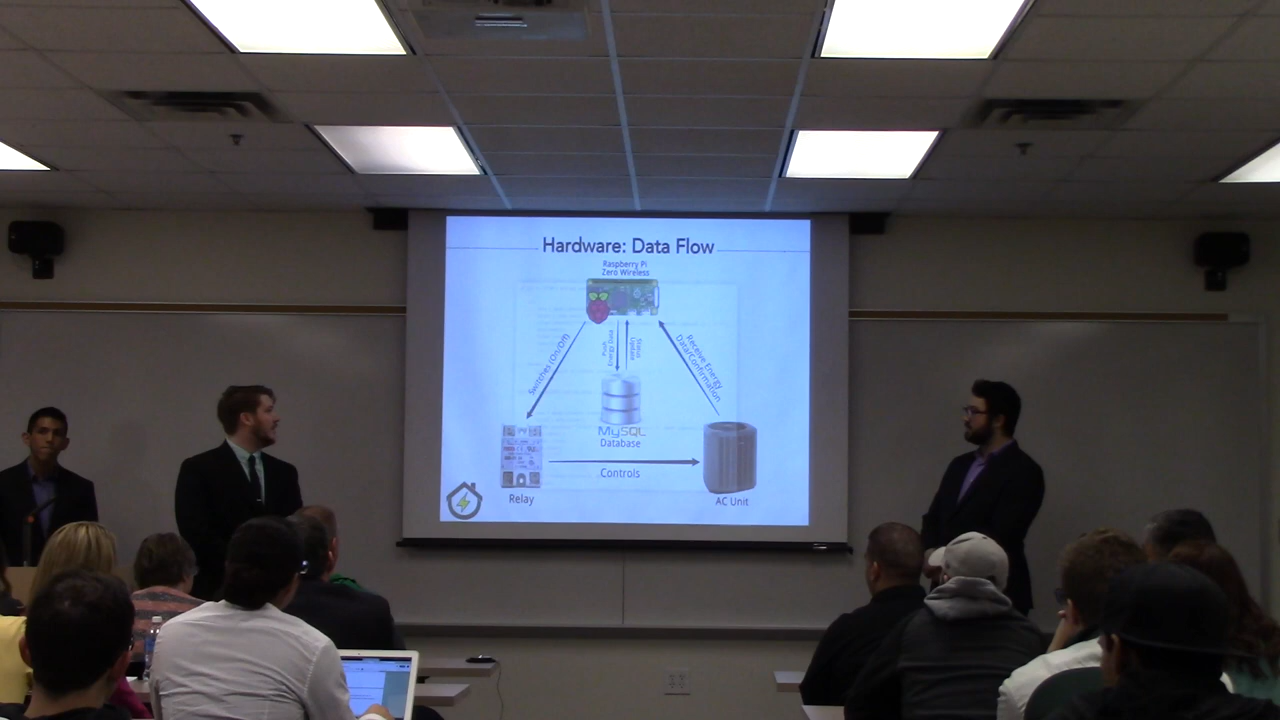 Hardware: Data Flow
Raspberry Pi
Zero Wireless
Switches (On/Off)
Push
Energy Data
Status
Update
Receive Energy
Data/Confirmation
MySQL
Database
Controls
Relay
AC Unit